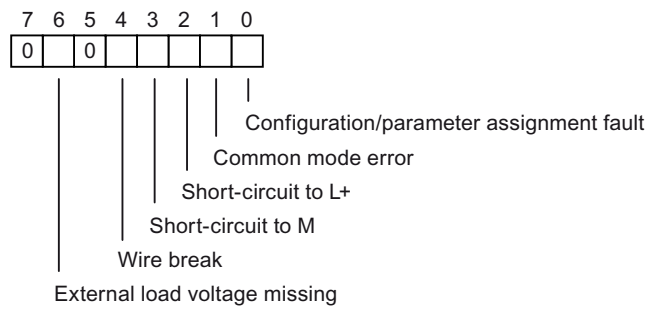 7 6 5 4 3 2 1 0
0 0
Configuration/parameter assignment fault
Common mode error
Short-circuit to L+
Short-circuit to M
Wire break
External load voltage missing